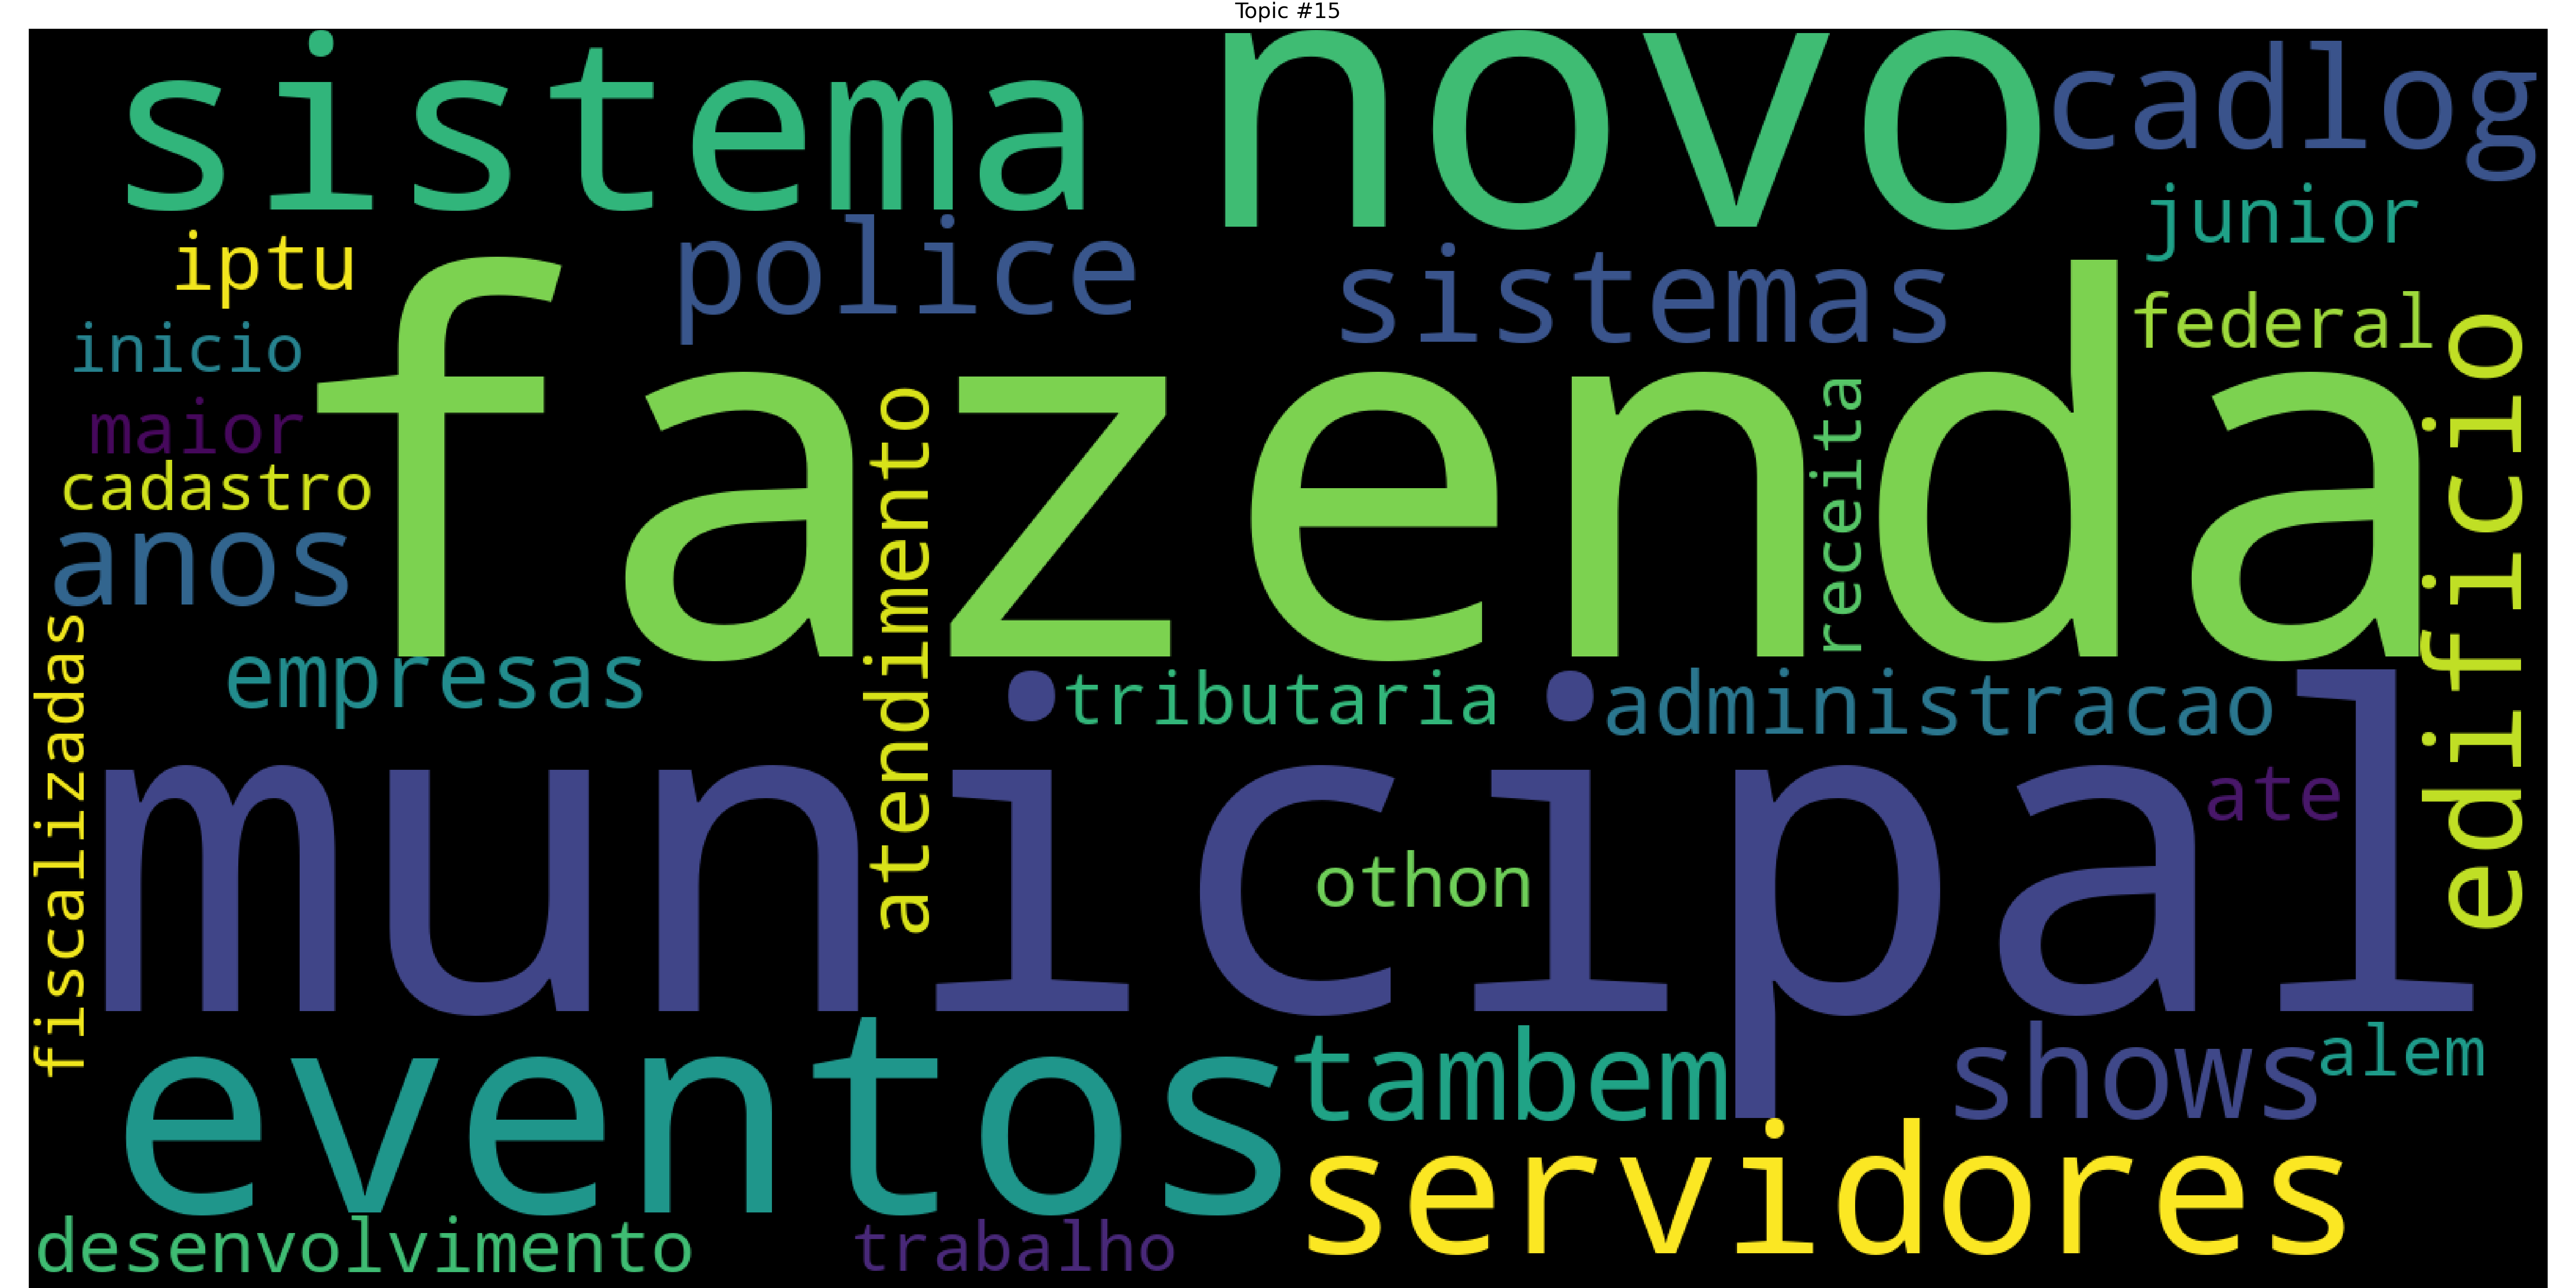 Topic #15
sistema
novo
cadlog
junior
iptu
police
sistemas
federal
inicio
fazenda
maior
cadastro
anos
atendimento
receita
edificio
fiscalizadas
empresas
tributaria
administracao
municipal
ate
othon
eventos
tambem
shows
alem
servidores
desenvolvimento
trabalho